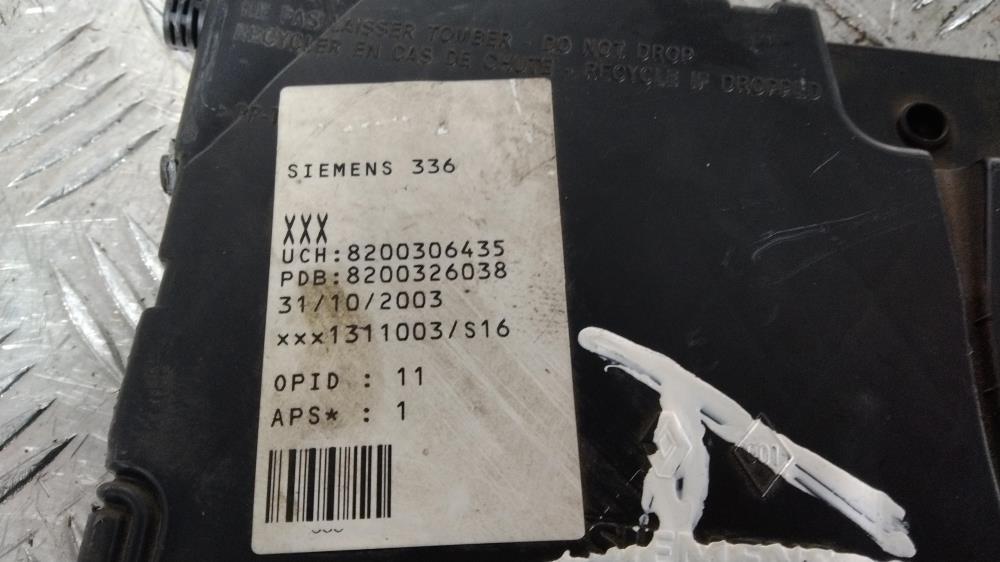 NE PAS LAISSER TOMBER - DO NOT DROP
RECYCLER EN CAS DE CHUTE - RECYCLE IF DROPPED
SIEMENS 336
XXX
UCH:8200306435
PDB:8200326038
31/10/2003
xxx1311003/S16
OPID : 11
APS* : 1
SIEMENS